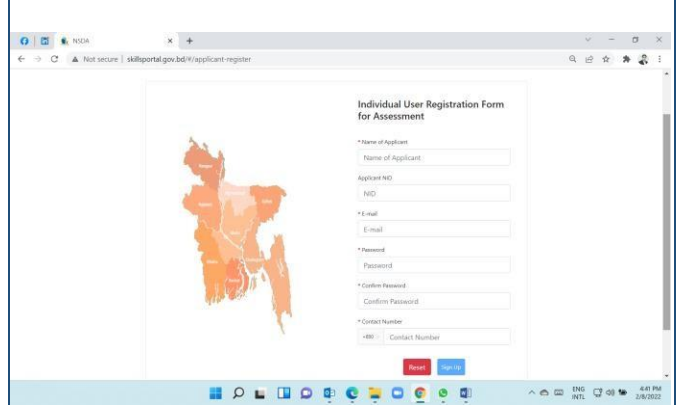 NSDA
Not secure | skillsportal.gov.bd/#/applicant-register
Individual User Registration Form
for Assessment
* Name of Applicant
Name of Applicant
Applicant NID
NID
* E-mail
E-mail
* Password
Password
* Confirm Password
Confirm Password
* Contact Number
+880 Contact Number
Reset Sign Up
ENG
INTL
4:41 PM
2/8/2022